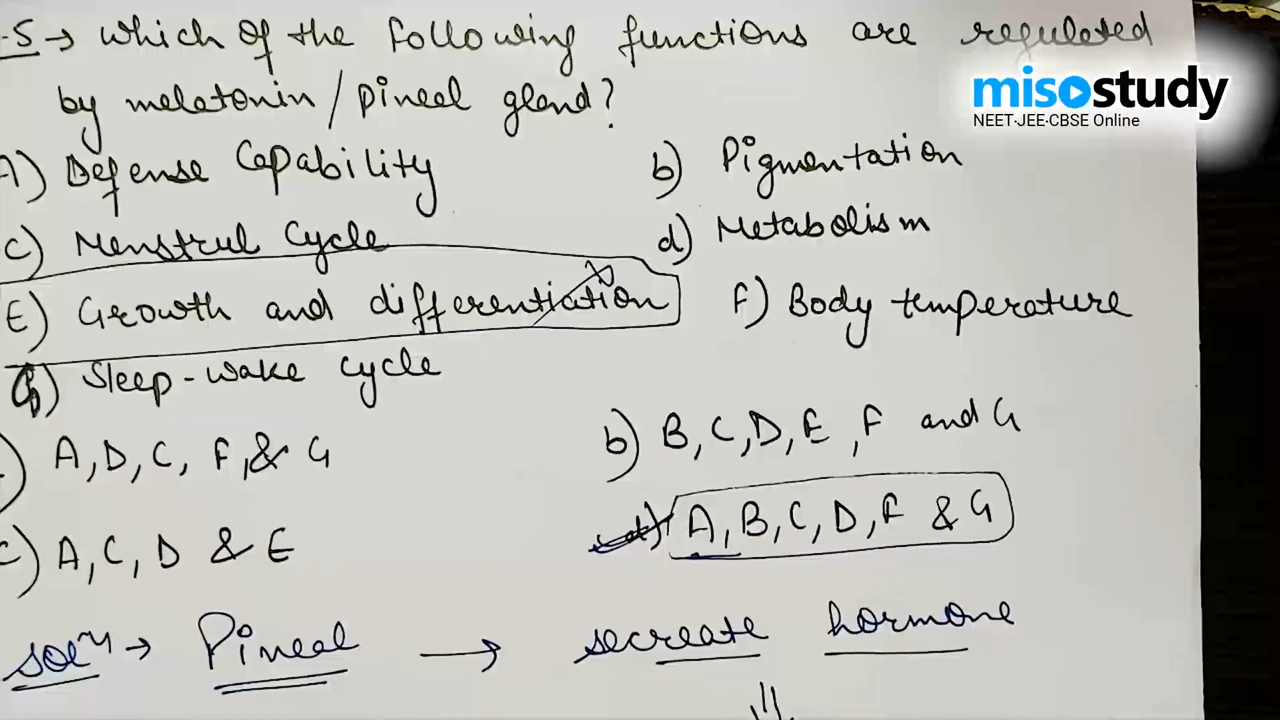 .5 → Which of the following functions are regulated
by melatonin / pineal gland?
misostudy
NEET·JEE·CBSE Online
A) Defense Capability b) Pigmentation
C) Menstrul Cycle d) Metabolism
E) Growth and differentiation F) Body temperature
G) Sleep-wake cycle
) A, D, C, F, & G b) B, C, D, E, F and G
c) A, C, D & E d) A, B, C, D, F & G
solⁿ → Pineal → secreate hormone